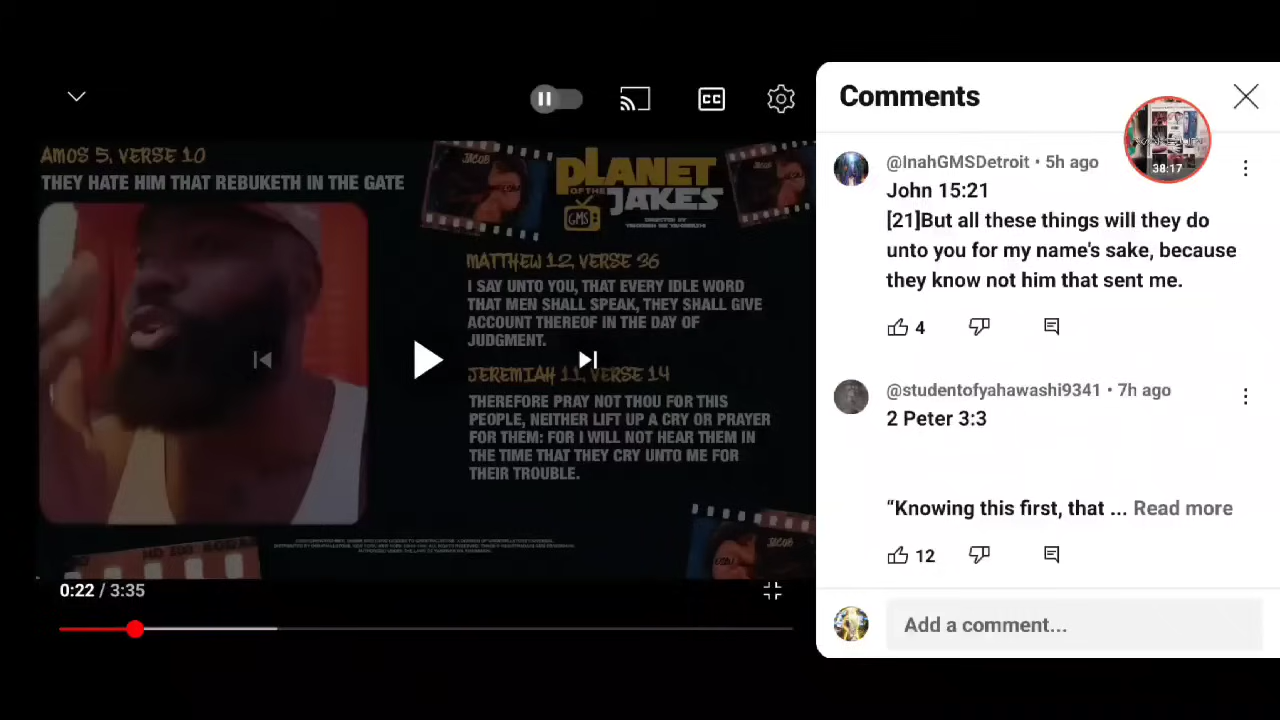 AMOS 5, VERSE 10
THEY HATE HIM THAT REBUKETH IN THE GATE
JACOB
PLANET
OF THE
JAKES
GMS
DIRECTED BY
MATTHEW 12, VERSE 36
I SAY UNTO YOU, THAT EVERY IDLE WORD
THAT MEN SHALL SPEAK, THEY SHALL GIVE
ACCOUNT THEREOF IN THE DAY OF
JUDGMENT.
JEREMIAH 11, VERSE 14
THEREFORE PRAY NOT THOU FOR THIS
PEOPLE, NEITHER LIFT UP A CRY OR PRAYER
FOR THEM: FOR I WILL NOT HEAR THEM IN
THE TIME THAT THEY CRY UNTO ME FOR
THEIR TROUBLE.
JACOB
0:22 / 3:35
CC
Comments
38:17
@InahGMSDetroit • 5h ago
John 15:21
[21]But all these things will they do
unto you for my name's sake, because
they know not him that sent me.
4
@studentofyahawashi9341 • 7h ago
2 Peter 3:3
“Knowing this first, that ... Read more
12
Add a comment...